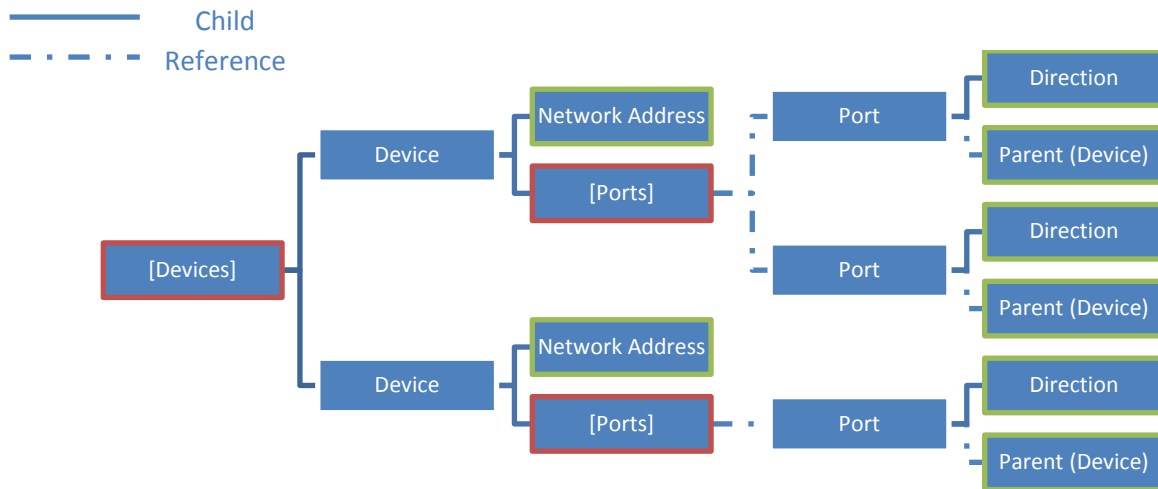 Child
Reference
[Devices]
Device
Network Address
[Ports]
Port
Direction
Parent (Device)
Port
Direction
Parent (Device)
Device
Network Address
[Ports]
Port
Direction
Parent (Device)